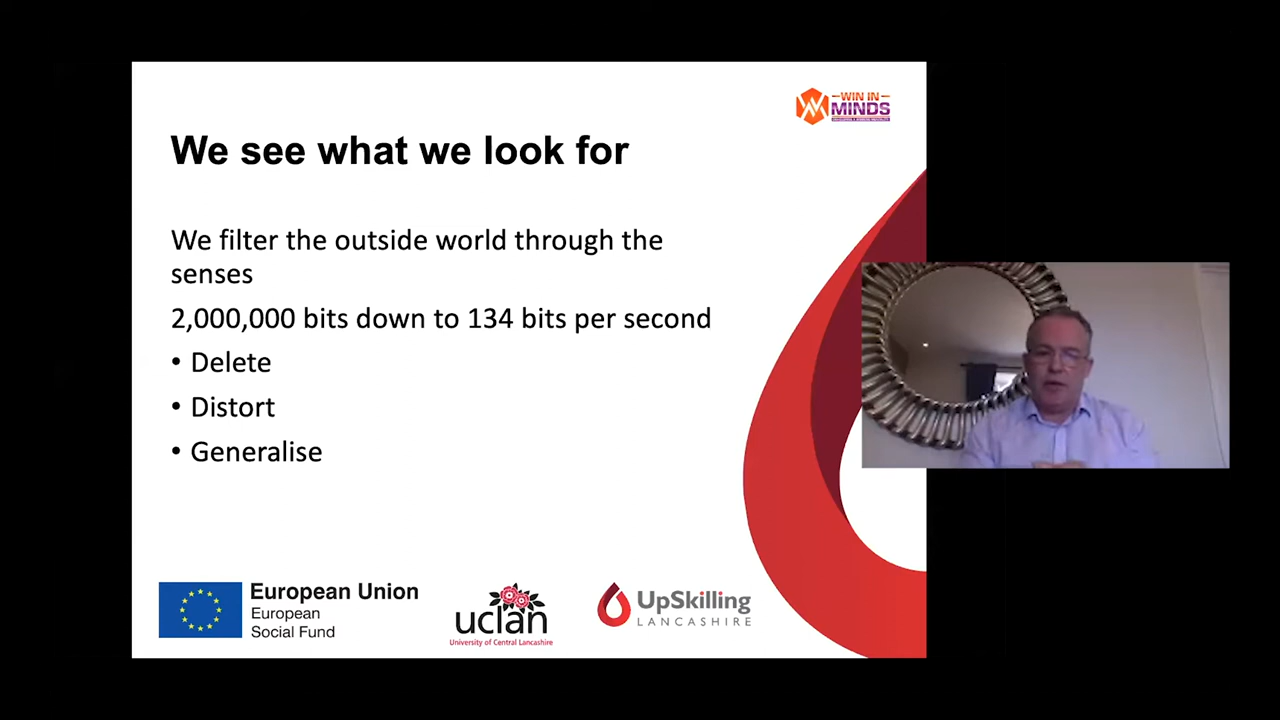 WIN IN
MINDS
We see what we look for
We filter the outside world through the
senses
2,000,000 bits down to 134 bits per second
• Delete
• Distort
• Generalise
European Union
European
Social Fund
uclan
University of Central Lancashire
UpSkilling
LANCASHIRE